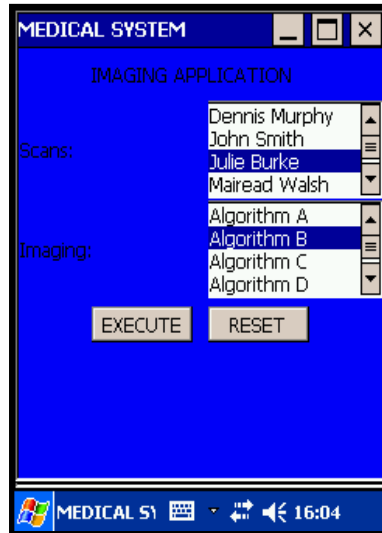 MEDICAL SYSTEM
IMAGING APPLICATION
Scans:
Dennis Murphy
John Smith
Julie Burke
Mairead Walsh
Imaging:
Algorithm A
Algorithm B
Algorithm C
Algorithm D
EXECUTE RESET
MEDICAL SY 16:04